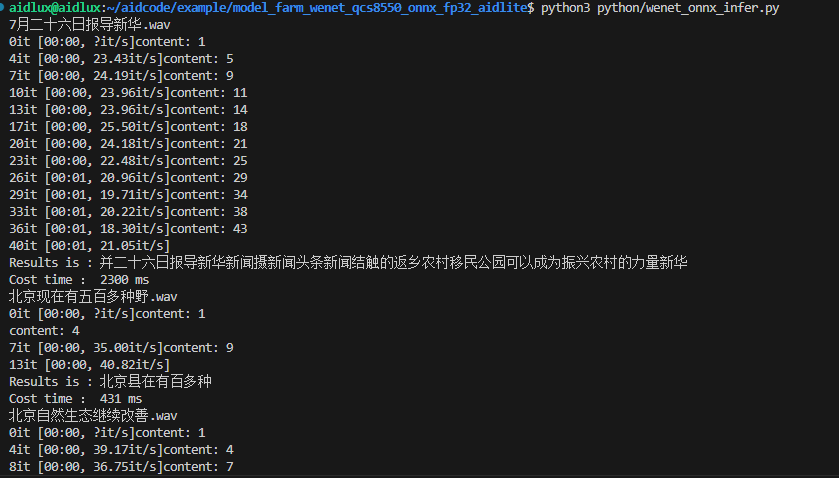 aidlux@aidlux:~/aidcode/example/model_farm_wenet_qcs8550_onnx_fp32_aidlite$ python3 python/wenet_onnx_infer.py
7月二十六日报导新华.wav
0it [00:00, ?it/s]content: 1
4it [00:00, 23.43it/s]content: 5
7it [00:00, 24.19it/s]content: 9
10it [00:00, 23.96it/s]content: 11
13it [00:00, 23.96it/s]content: 14
17it [00:00, 25.50it/s]content: 18
20it [00:00, 24.18it/s]content: 21
23it [00:00, 22.48it/s]content: 25
26it [00:01, 20.96it/s]content: 29
29it [00:01, 19.71it/s]content: 34
33it [00:01, 20.22it/s]content: 38
36it [00:01, 18.30it/s]content: 43
40it [00:01, 21.05it/s]
Results is : 并二十六日报导新华新闻摄新闻头条新闻结触的返乡农村移民公园可以成为振兴农村的力量新华
Cost time :  2300 ms
北京现在有五百多种野.wav
0it [00:00, ?it/s]content: 1
content: 4
7it [00:00, 35.00it/s]content: 9
13it [00:00, 40.82it/s]
Results is : 北京县在有百多种
Cost time :  431 ms
北京自然生态继续改善.wav
0it [00:00, ?it/s]content: 1
4it [00:00, 39.17it/s]content: 4
8it [00:00, 36.75it/s]content: 7